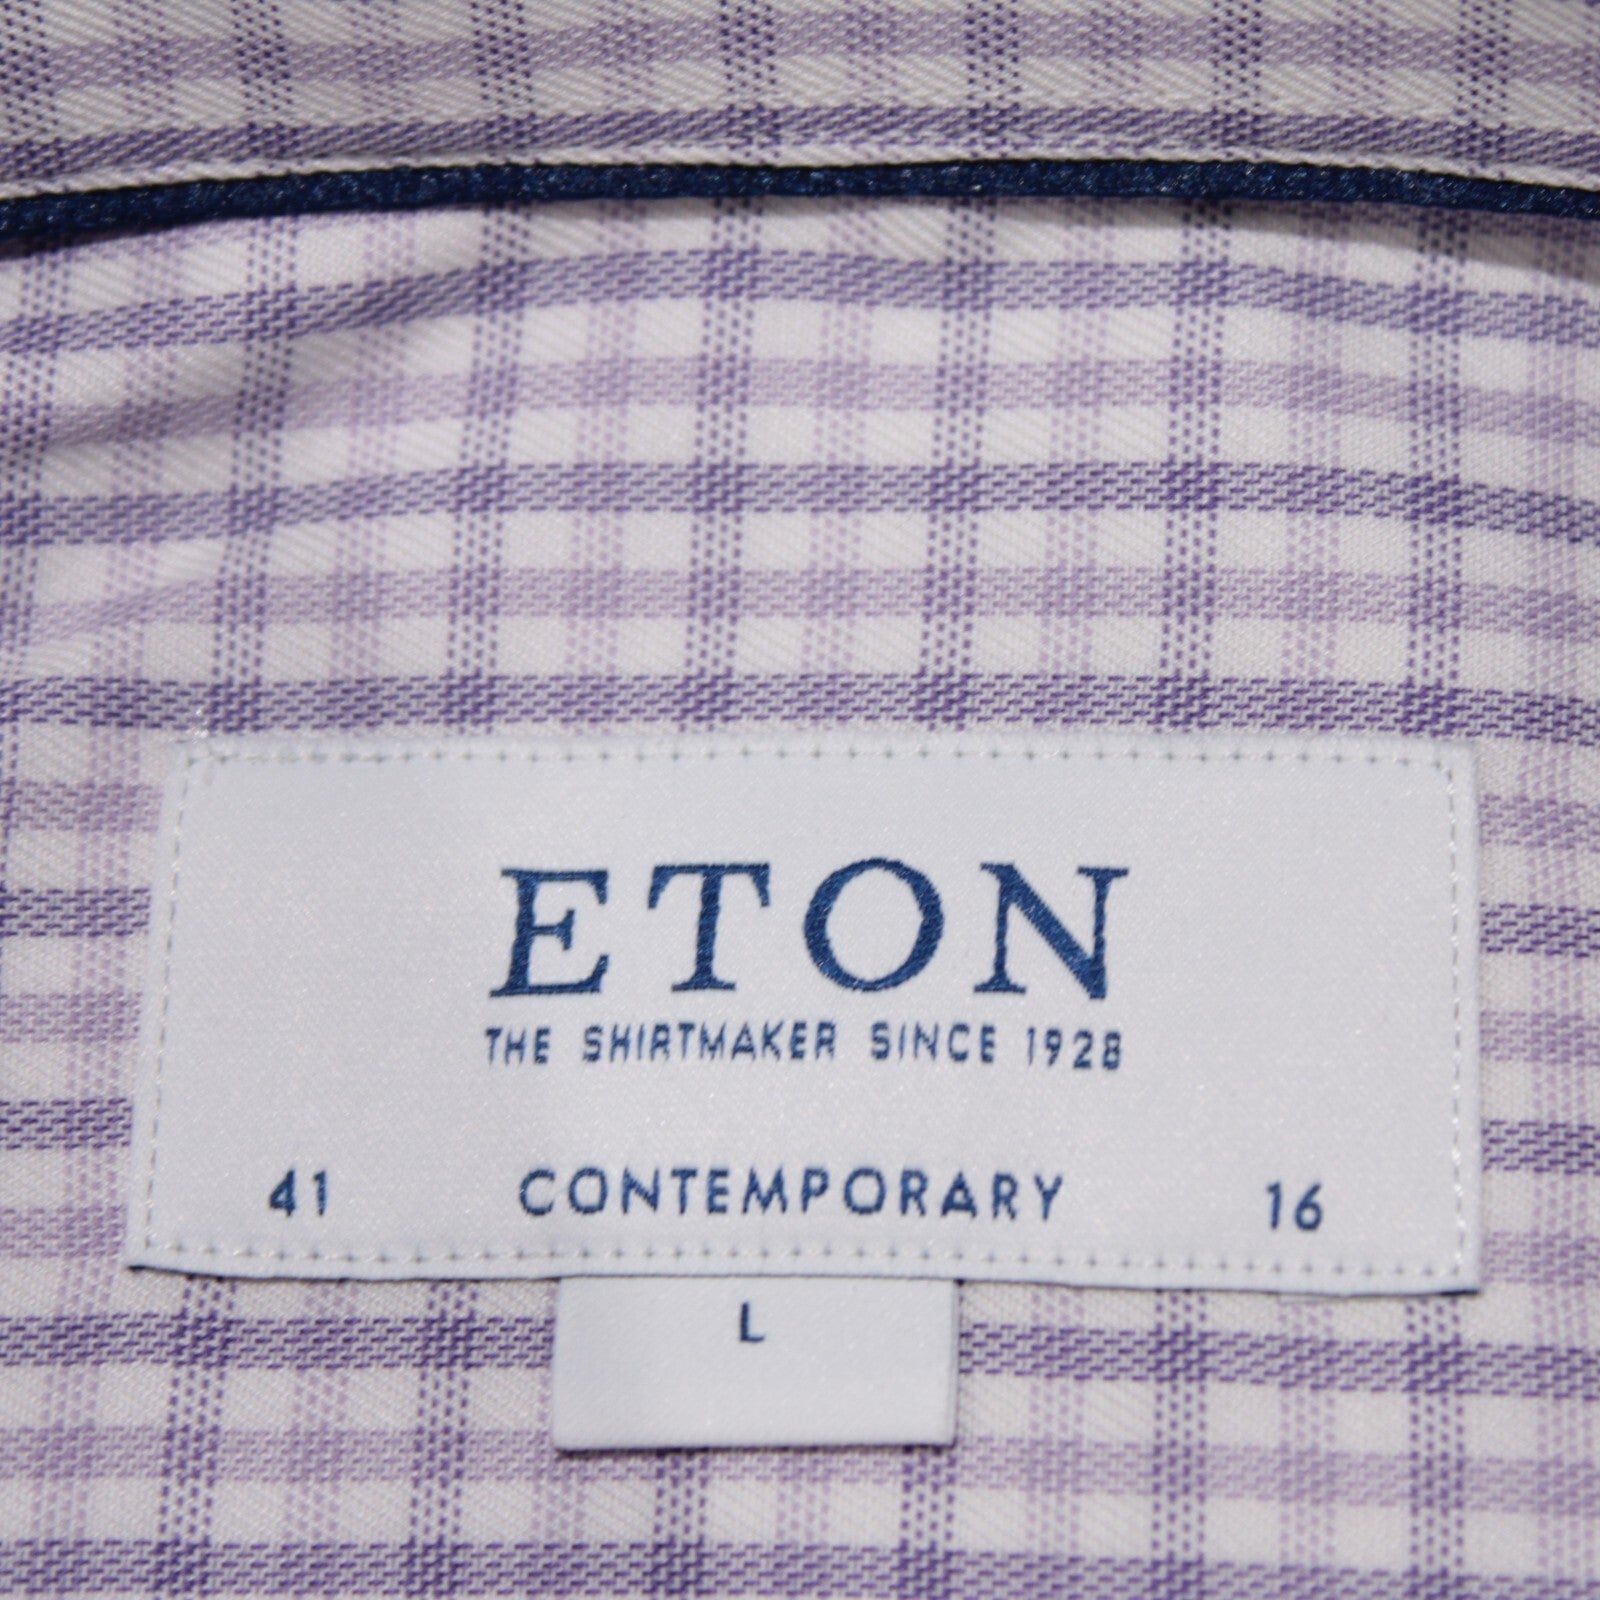 ETON
THE SHIRTMAKER SINCE 1928
41 CONTEMPORARY 16
L